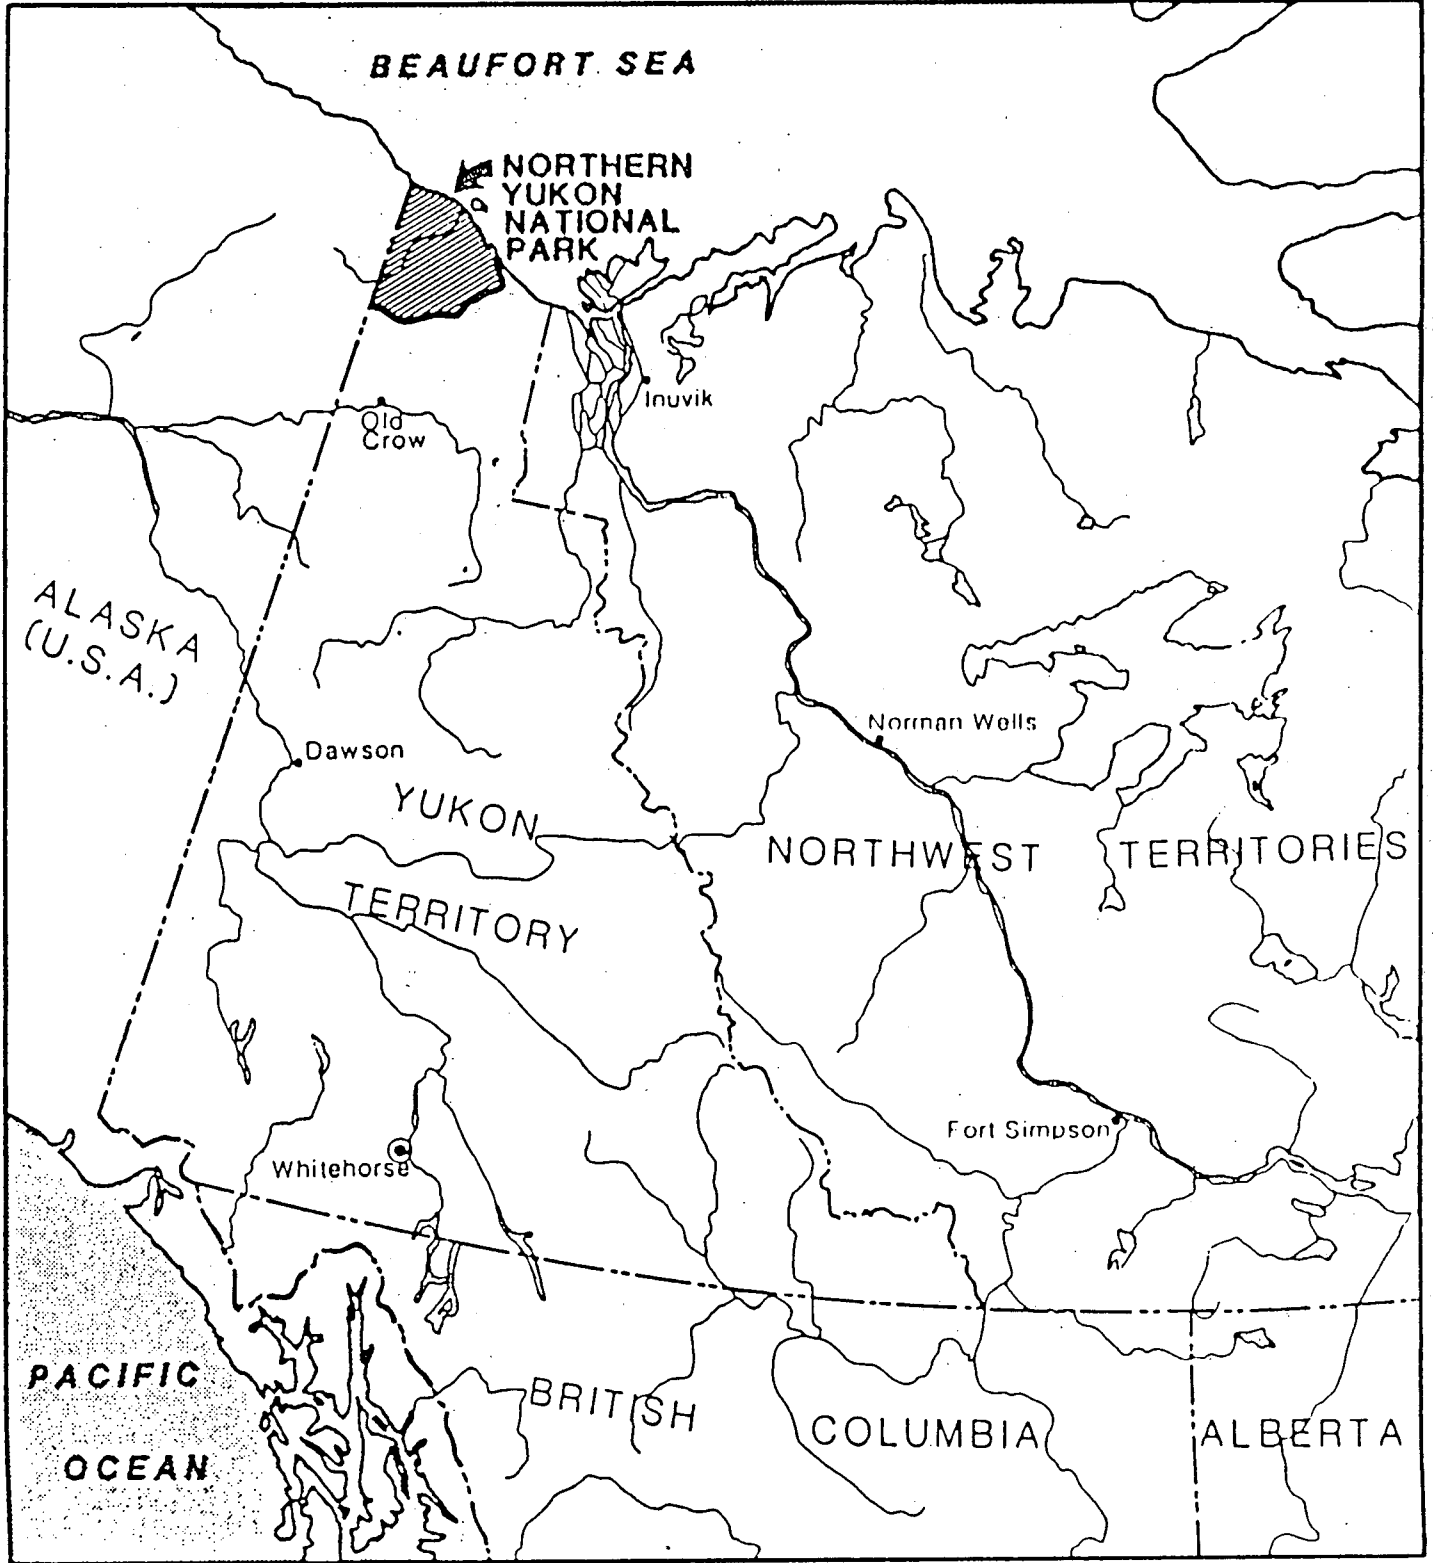 BEAUFORT SEA
NORTHERN
YUKON
NATIONAL
PARK
Inuvik
Old
Crow
ALASKA
(U.S.A.)
Norman Wells
Dawson
YUKON
TERRITORY
NORTHWEST TERRITORIES
Fort Simpson
Whitehorse
PACIFIC
OCEAN
BRITISH
COLUMBIA
ALBERTA